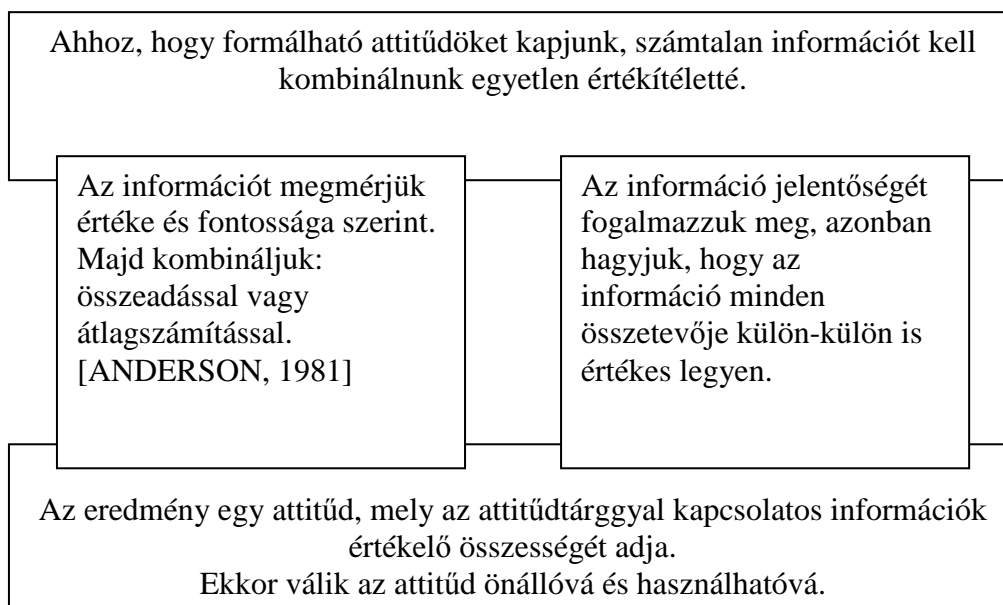 Ahhoz, hogy formálható attitűdöket kapjunk, számtalan információt kell
kombinálnunk egyetlen értékítéletté.
Az információt megmérjük
értéke és fontossága szerint.
Majd kombináljuk:
összeadással vagy
átlagszámítással.
[ANDERSON, 1981]
Az információ jelentőségét
fogalmazzuk meg, azonban
hagyjuk, hogy az
információ minden
összetevője külön-külön is
értékes legyen.
Az eredmény egy attitűd, mely az attitűdtárggyal kapcsolatos információk
értékelő összességét adja.
Ekkor válik az attitűd önállóvá és használhatóvá.